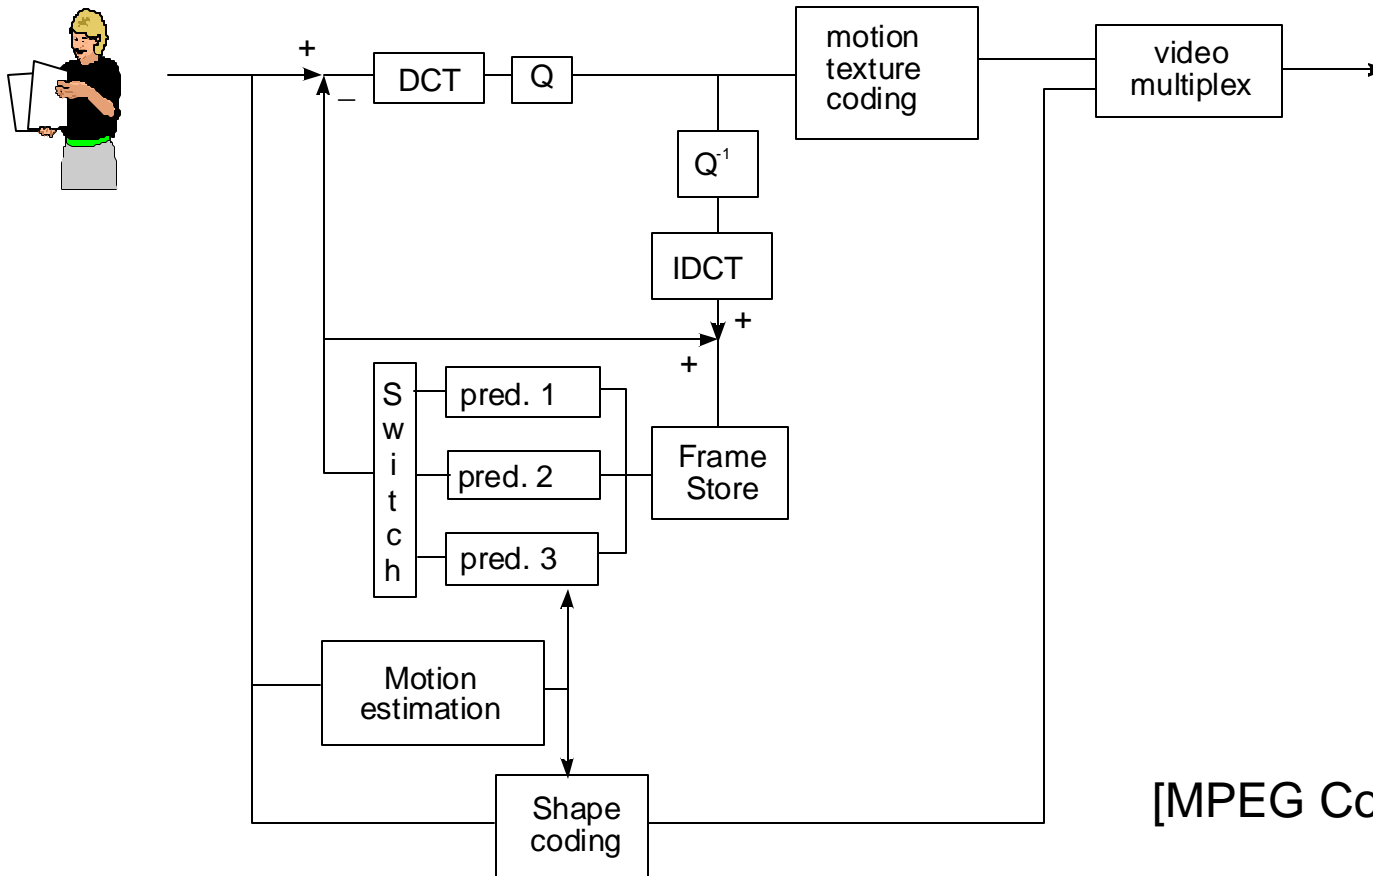 +
−
DCT
Q
motion
texture
coding
video
multiplex
Q-1
IDCT
+
+
S
w
i
t
c
h
pred. 1
pred. 2
pred. 3
Frame
Store
Motion
estimation
Shape
coding
[MPEG Co